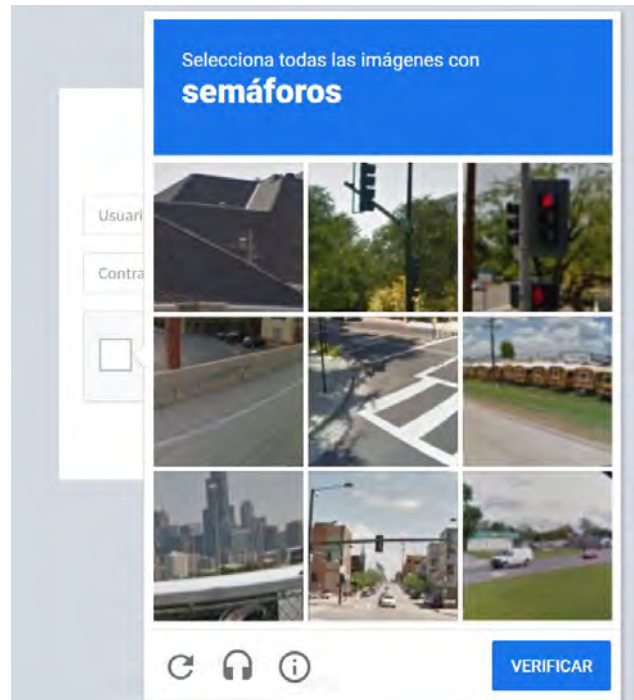 Selecciona todas las imágenes con
semáforos
Usuari
Contra
VERIFICAR